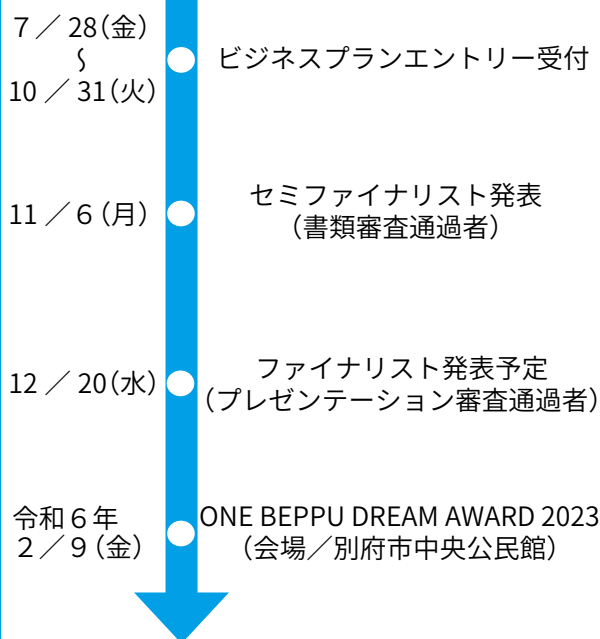 7／28(金)
〜
10／31(火)
ビジネスプランエントリー受付
11／6(月)
セミファイナリスト発表
(書類審査通過者)
12／20(水)
ファイナリスト発表予定
(プレゼンテーション審査通過者)
令和6年
2／9(金)
ONE BEPPU DREAM AWARD 2023
(会場／別府市中央公民館)